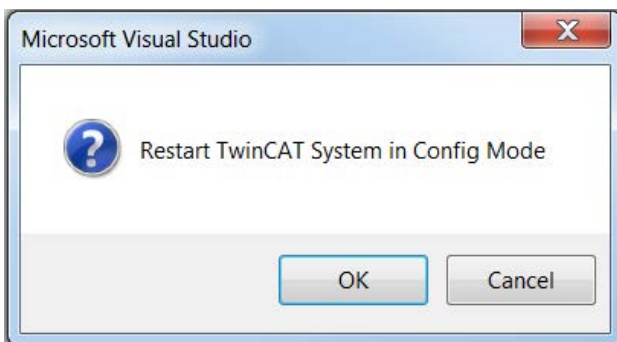 Microsoft Visual Studio
Restart TwinCAT System in Config Mode
OK
Cancel